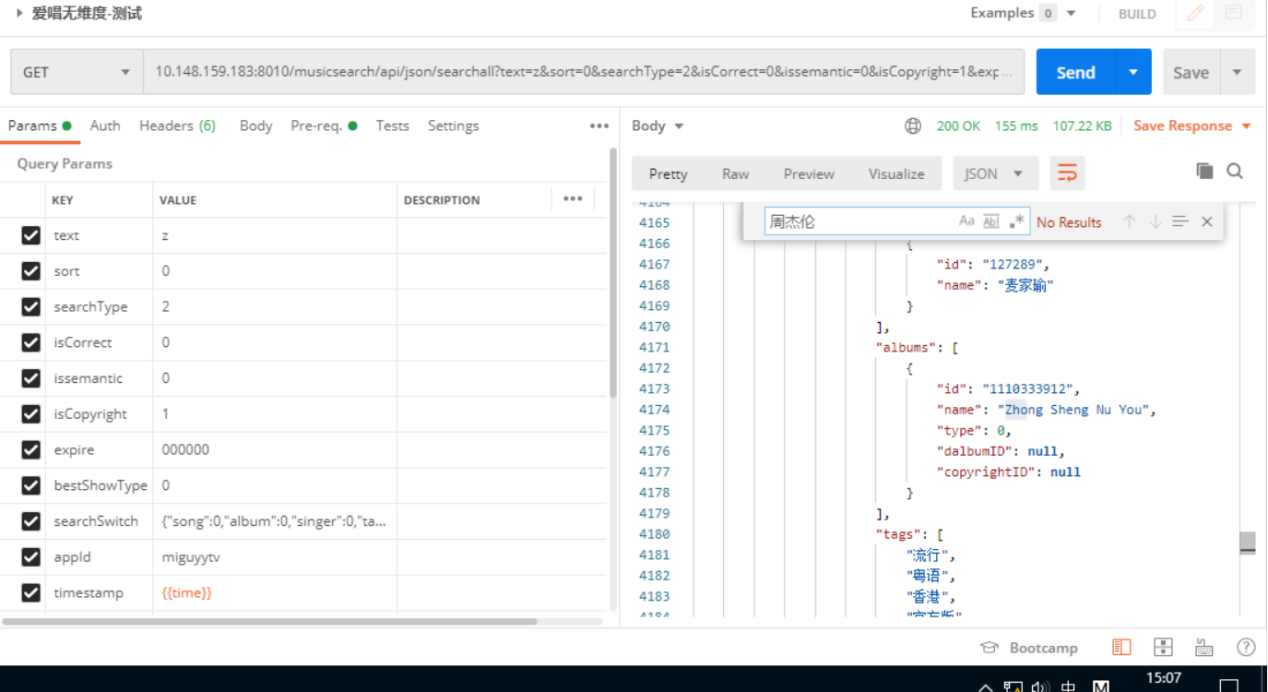 爱唱无维度-测试
Examples 0
BUILD
GET
10.148.159.183:8010/musicsearch/api/json/searchall?text=z&sort=0&searchType=2&isCorrect=0&issemantic=0&isCopyright=1&exp...
Send
Save
Params
Auth
Headers (6)
Body
Pre-req.
Tests
Settings
Query Params
KEY VALUE DESCRIPTION
text z
sort 0
searchType 2
isCorrect 0
issemantic 0
isCopyright 1
expire 000000
bestShowType 0
searchSwitch {"song":0,"album":0,"singer":0,"ta...
appId miguyytv
timestamp {{time}}
Body
200 OK 155 ms 107.22 KB Save Response
Pretty Raw Preview Visualize JSON
周杰伦 Aa Abl .* No Results
4164
4165
4166 {
4167 "id": "127289",
4168 "name": "麦家瑜"
4169 }
4170 ],
4171 "albums": [
4172 {
4173 "id": "1110333912",
4174 "name": "Zhong Sheng Nu You",
4175 "type": 0,
4176 "dalbumID": null,
4177 "copyrightID": null
4178 }
4179 ],
4180 "tags": [
4181 "流行",
4182 "粤语",
4183 "香港",
4184 "官方版"
Bootcamp
中 M 15:07